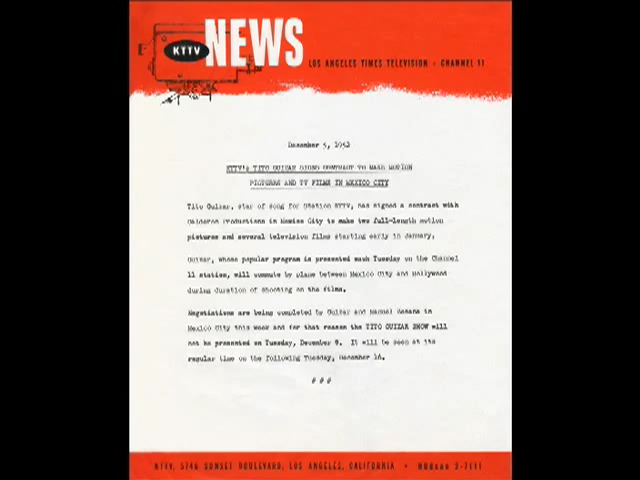 KTTV NEWS
LOS ANGELES TIMES TELEVISION • CHANNEL 11
December 5, 1952
KTTV'S TITO GUIZAR SIGNS CONTRACT TO MAKE MOTION
PICTURES AND TV FILMS IN MEXICO CITY
Tito Guizar, star of song for Station KTTV, has signed a contract with
Calderon Productions in Mexico City to make two full-length motion
pictures and several television films starting early in January.
Guizar, whose popular program is presented each Tuesday on the Channel
11 station, will commute by plane between Mexico City and Hollywood
during duration of shooting on the films.
Negotiations are being completed by Guizar and Manuel in
Mexico City this week and for that reason the TITO GUIZAR SHOW will
not be presented on Tuesday, December 9. It will be seen at its
regular time on the following Tuesday, December 16.
# # #
KTTV, 5746 SUNSET BOULEVARD, LOS ANGELES, CALIFORNIA • HUdson 2-7111